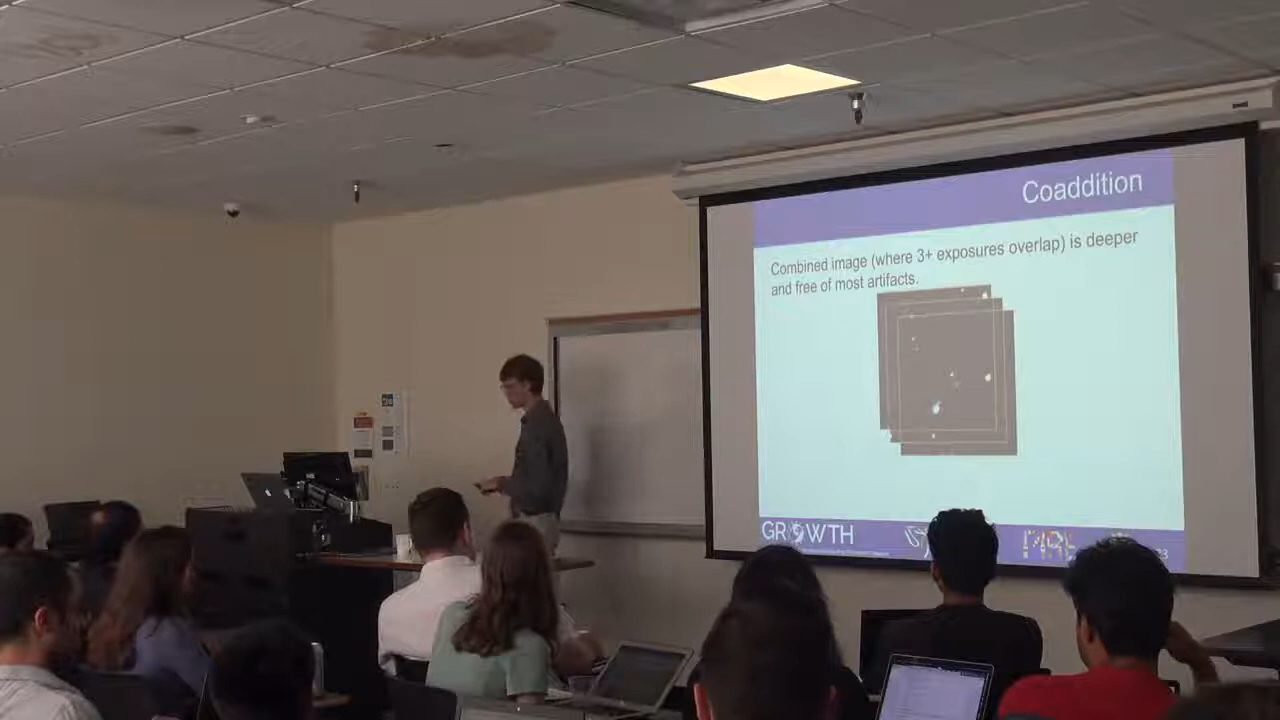 Coaddition
Combined image (where 3+ exposures overlap) is deeper
and free of most artifacts.
GROWTH